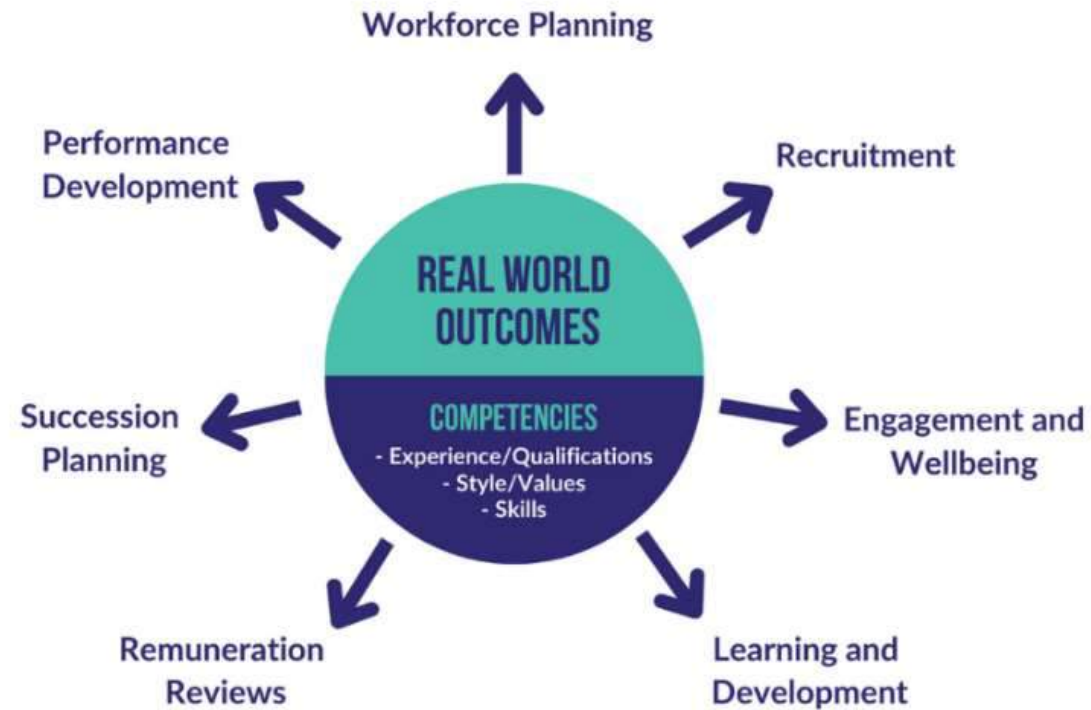 Workforce Planning
Performance
Development
Recruitment
REAL WORLD
OUTCOMES
COMPETENCIES
- Experience/Qualifications
- Style/Values
- Skills
Succession
Planning
Engagement and
Wellbeing
Remuneration
Reviews
Learning and
Development